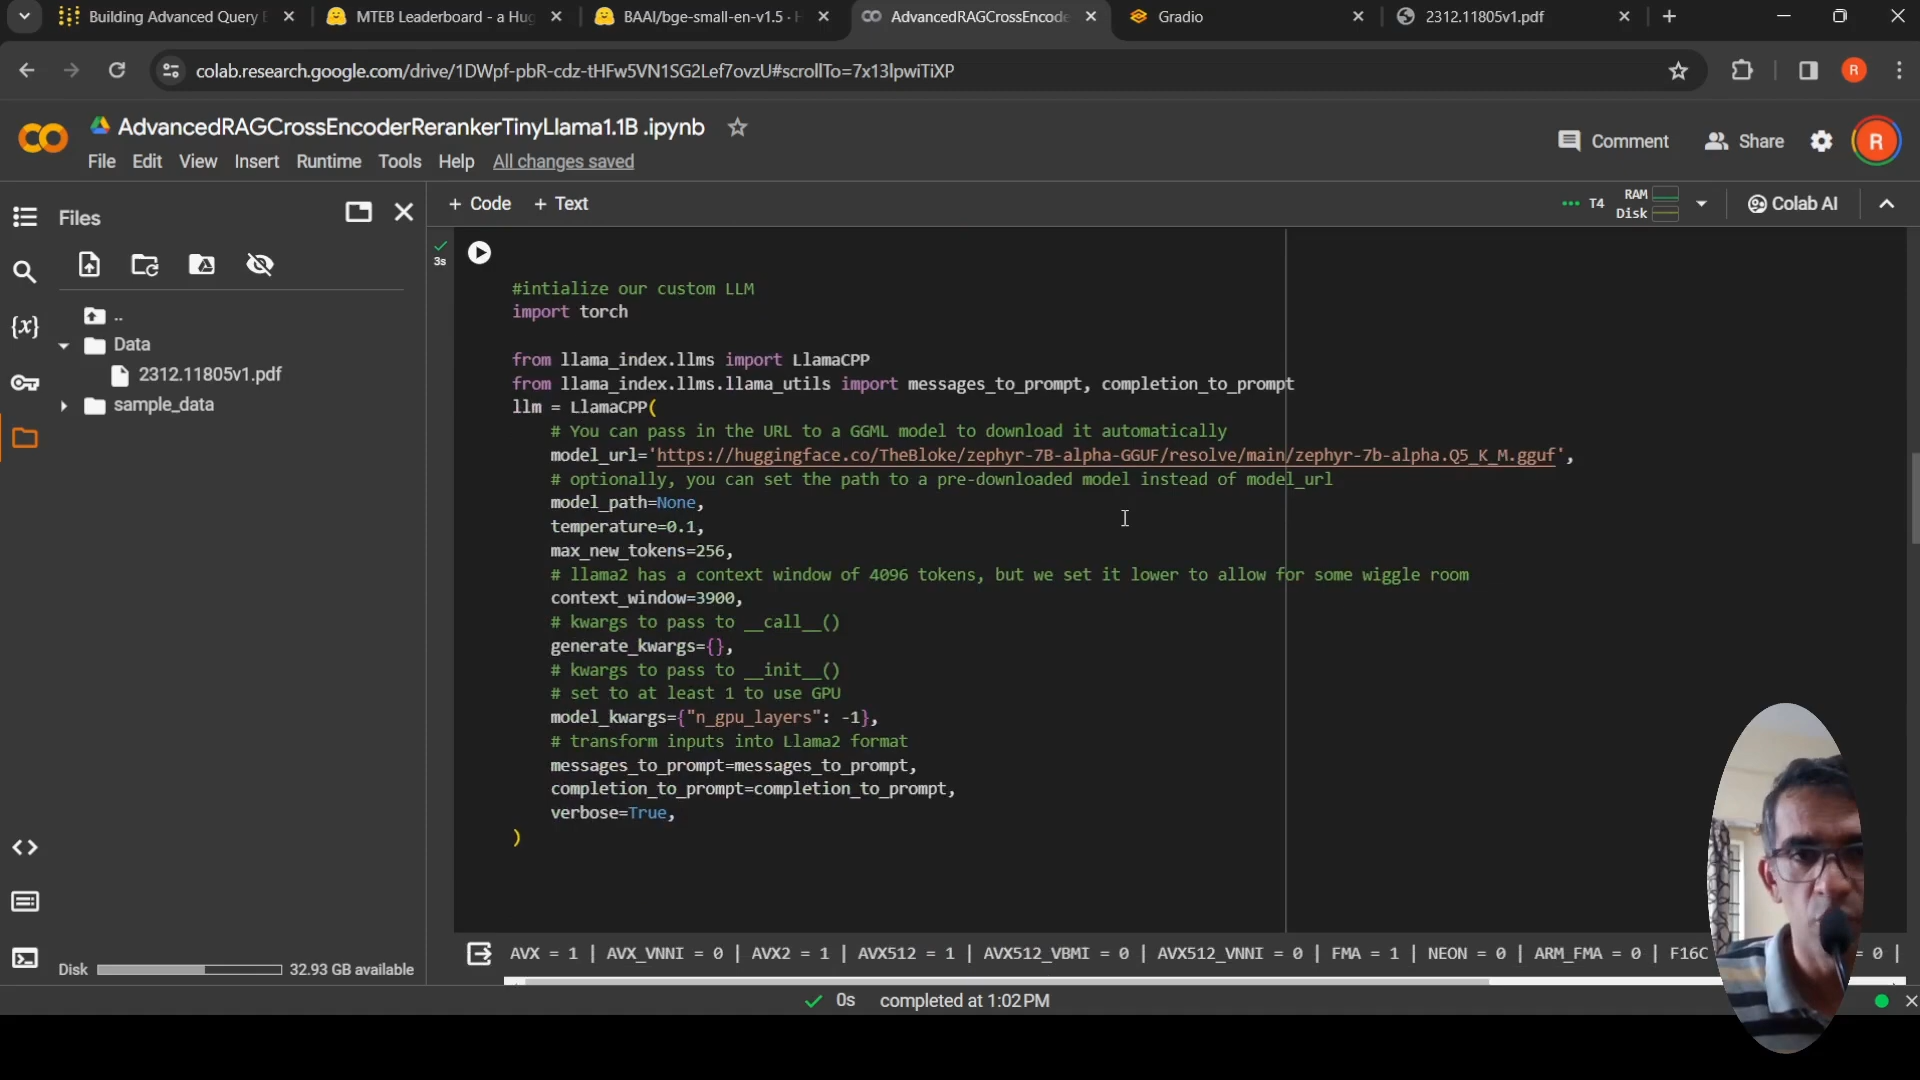 Building Advanced Query
MTEB Leaderboard - a Hug
BAAI/bge-small-en-v1.5 · H
AdvancedRAGCrossEncode
Gradio
2312.11805v1.pdf
colab.research.google.com/drive/1DWpf-pbR-cdz-tHFw5VN1SG2Lef7ovzU#scrollTo=7x13lpwiTiXP
R
AdvancedRAGCrossEncoderRerankerTinyLlama1.1B .ipynb
Comment
Share
R
File Edit View Insert Runtime Tools Help All changes saved
Files
+ Code + Text
T4
RAM
Disk
Colab AI
..
Data
2312.11805v1.pdf
sample_data
{x}
Disk
32.93 GB available
3s
#intialize our custom LLM
import torch
from llama_index.llms import LlamaCPP
from llama_index.llms.llama_utils import messages_to_prompt, completion_to_prompt
llm = LlamaCPP(
# You can pass in the URL to a GGML model to download it automatically
model_url='https://huggingface.co/TheBloke/zephyr-7B-alpha-GGUF/resolve/main/zephyr-7b-alpha.Q5_K_M.gguf',
# optionally, you can set the path to a pre-downloaded model instead of model_url
model_path=None,
temperature=0.1,
max_new_tokens=256,
# llama2 has a context window of 4096 tokens, but we set it lower to allow for some wiggle room
context_window=3900,
# kwargs to pass to __call__()
generate_kwargs={},
# kwargs to pass to __init__()
# set to at least 1 to use GPU
model_kwargs={"n_gpu_layers": -1},
# transform inputs into Llama2 format
messages_to_prompt=messages_to_prompt,
completion_to_prompt=completion_to_prompt,
verbose=True,
)
AVX = 1 | AVX_VNNI = 0 | AVX2 = 1 | AVX512 = 1 | AVX512_VBMI = 0 | AVX512_VNNI = 0 | FMA = 1 | NEON = 0 | ARM_FMA = 0 | F16C = 0 |
0s completed at 1:02 PM